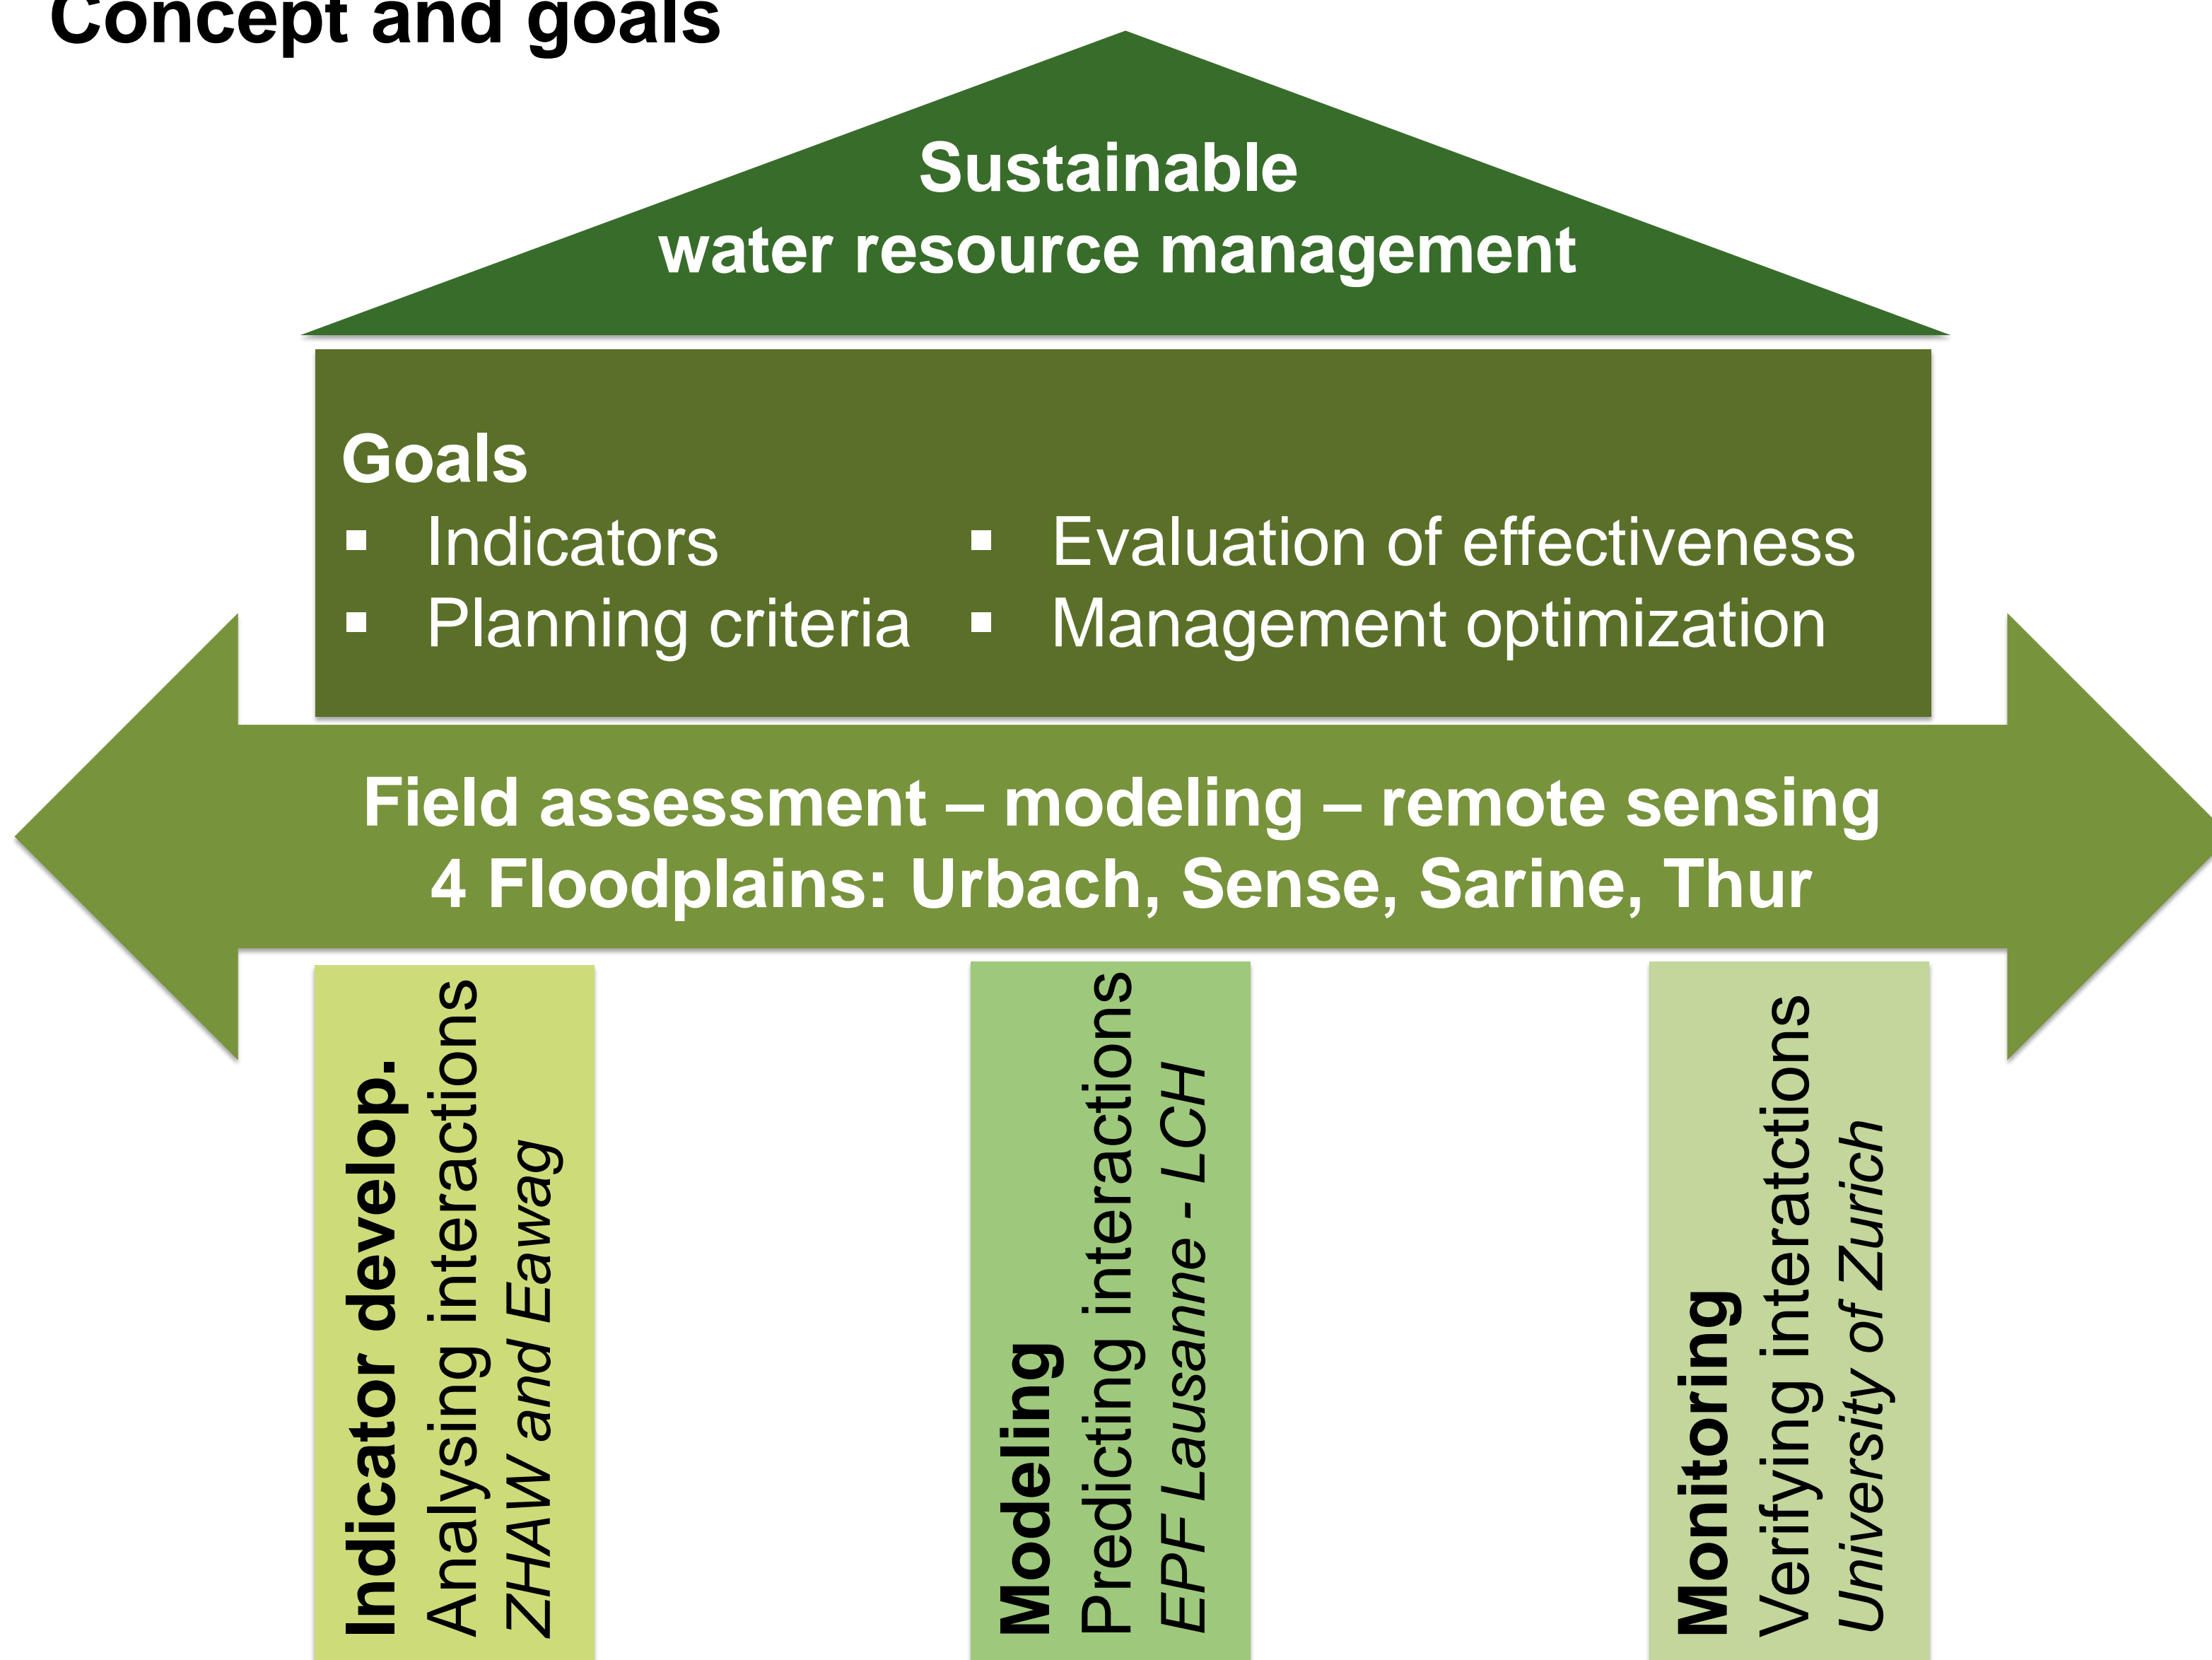 Concept and goals
Sustainable
water resource management
Goals
▪ Indicators
▪ Planning criteria
▪ Evaluation of effectiveness
▪ Management optimization
Field assessment – modeling – remote sensing
4 Floodplains: Urbach, Sense, Sarine, Thur
Indicator develop.
Analysing interactions
ZHAW and Eawag
Modeling
Predicting interactions
EPF Lausanne - LCH
Monitoring
Verifying interatctions
University of Zurich